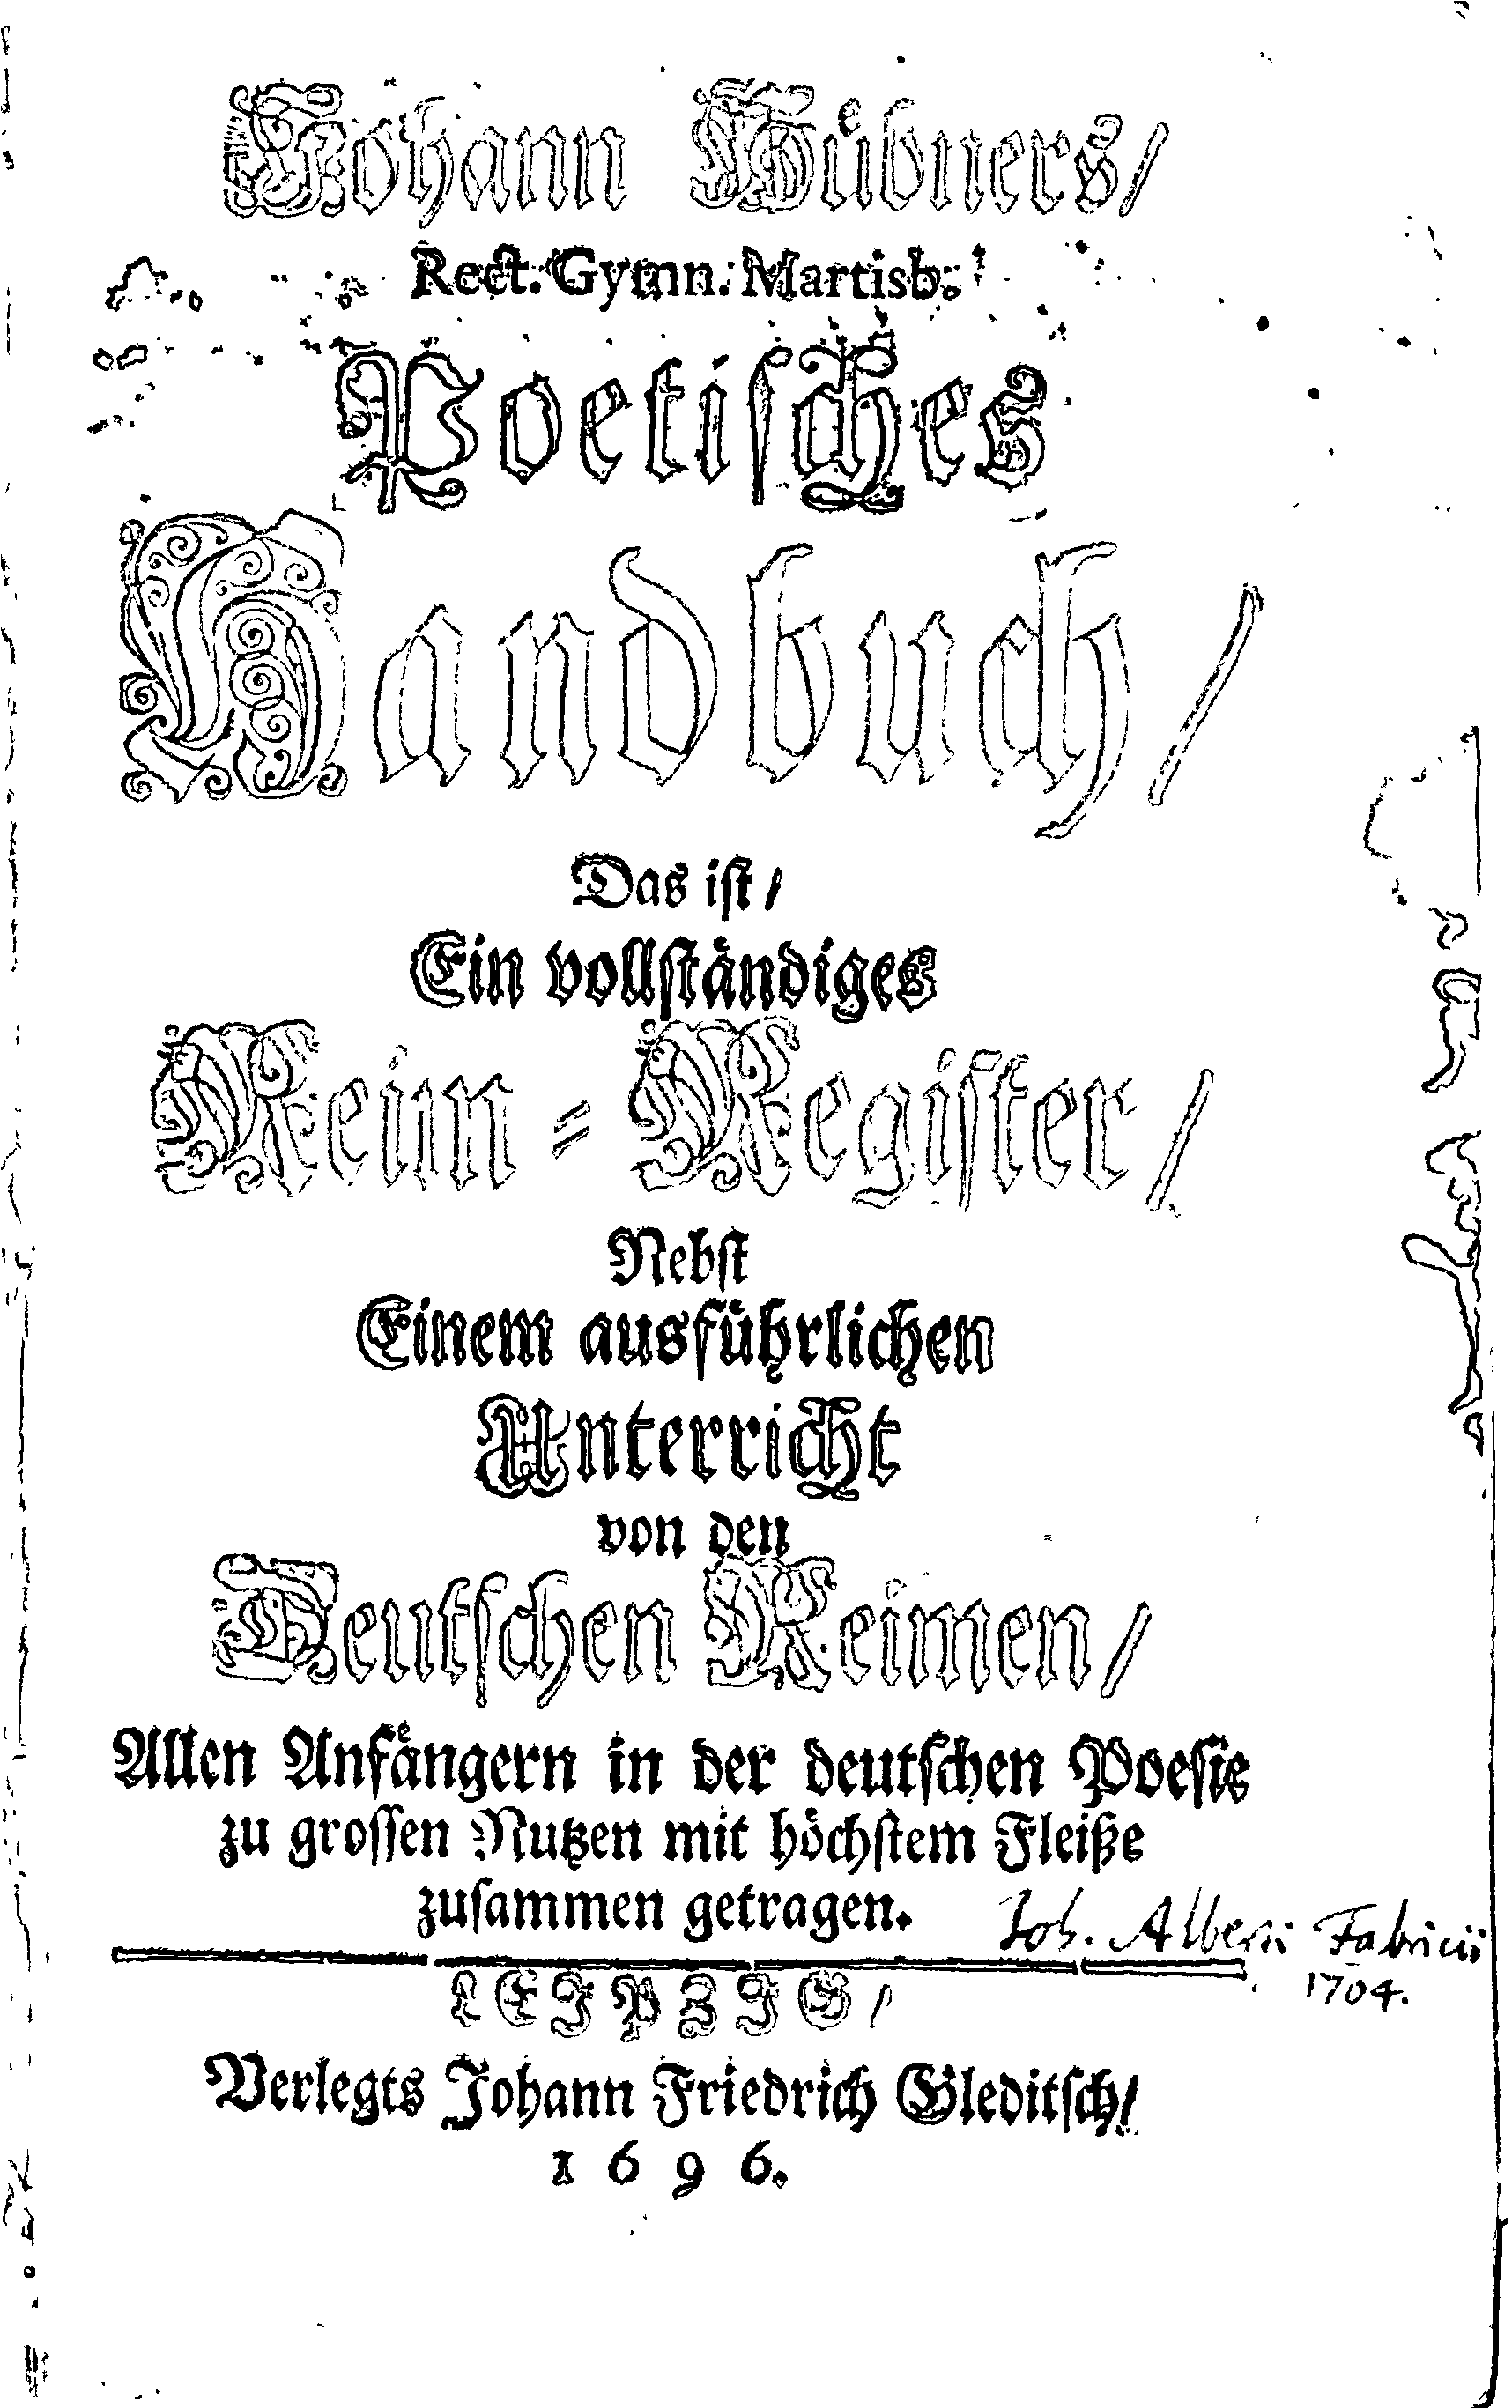 Johann Hübners/
Rect. Gymn. Martisb.
Poetisches
Handbuch/
Das ist/
Ein vollständiges
Reim-Register/
Nebst
Einem ausführlichen
Unterricht
von den
Deutschen Reimen/
Allen Anfängern in der deutschen Poesie
zu grossen Nutzen mit höchstem Fleiße
zusammen getragen.
Joh. Alberti Fabricii
1704.
LEIPZIG/
Verlegts Johann Friedrich Gleditsch/
1696.